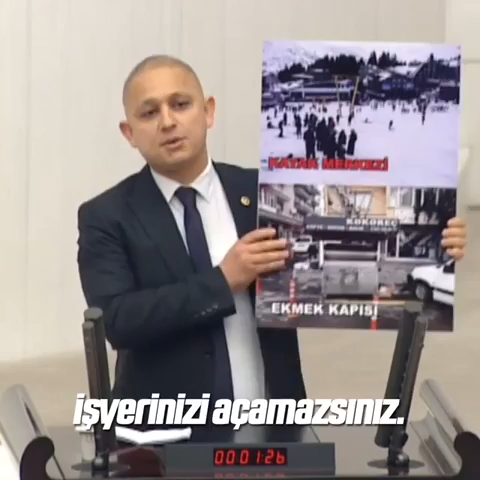 KAYAK MERKEZİ
KOKOREÇ
EKMEK KAPISI
işyerinizi açamazsınız.
00:01:26